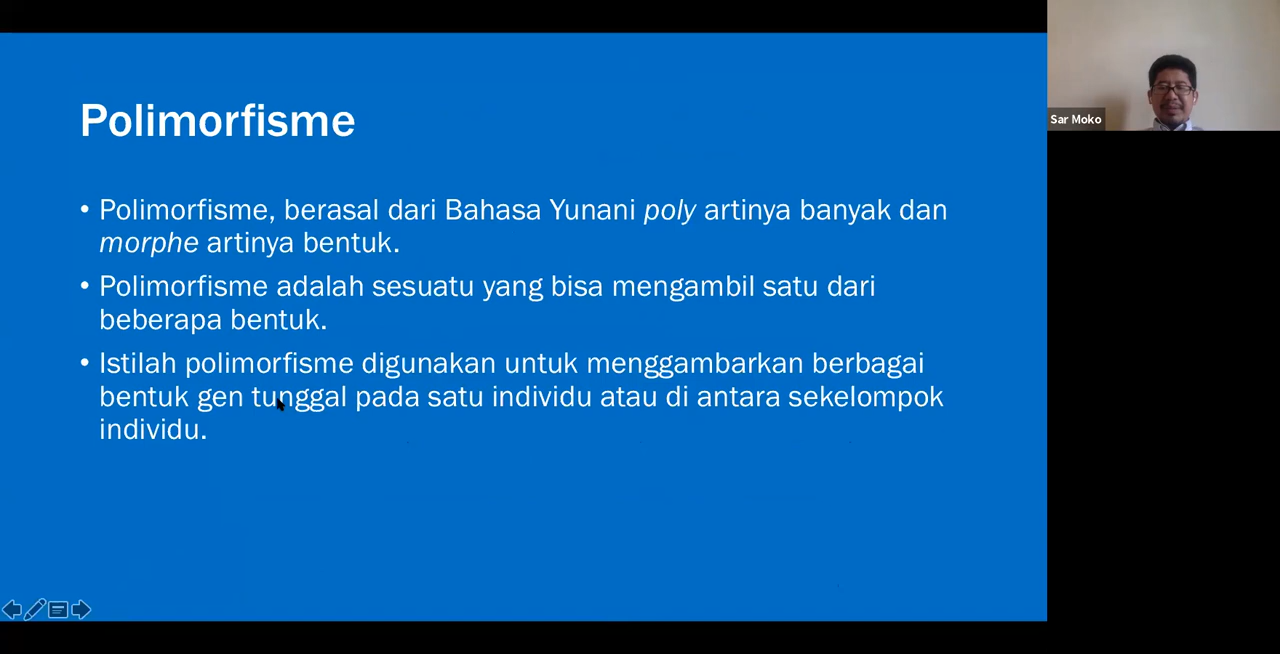 Polimorfisme
• Polimorfisme, berasal dari Bahasa Yunani poly artinya banyak dan
morphe artinya bentuk.
• Polimorfisme adalah sesuatu yang bisa mengambil satu dari
beberapa bentuk.
• Istilah polimorfisme digunakan untuk menggambarkan berbagai
bentuk gen tunggal pada satu individu atau di antara sekelompok
individu.
Sar Moko